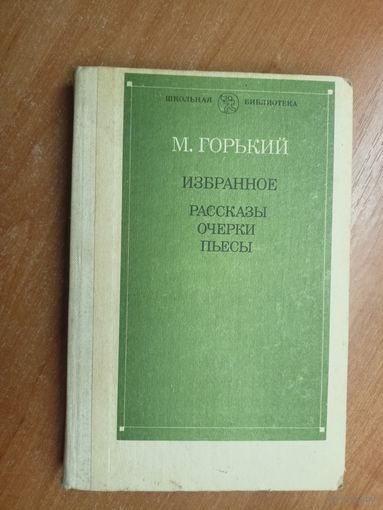 ШКОЛЬНАЯ БИБЛИОТЕКА
М. ГОРЬКИЙ
ИЗБРАННОЕ
РАССКАЗЫ
ОЧЕРКИ
ПЬЕСЫ